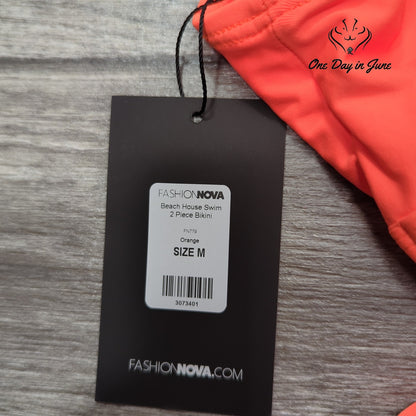 One Day in June
FASHIONNOVA
Beach House Swim
2 Piece Bikini
Orange
SIZE M
3073401
FASHIONNOVA.COM